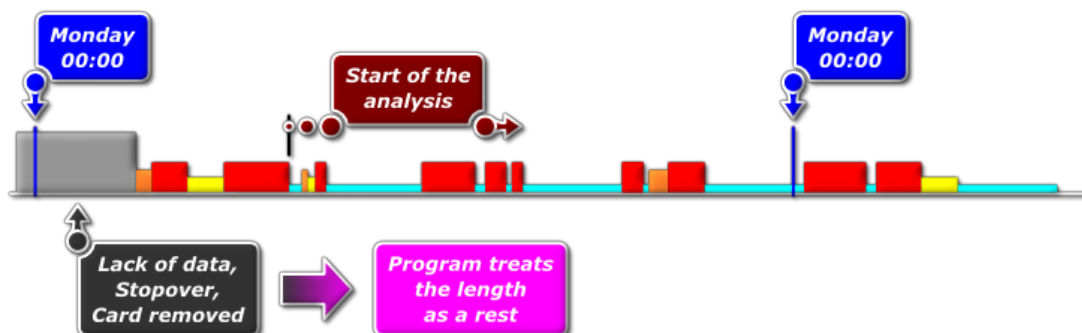 Monday
00:00
Monday
00:00
Start of the
analysis
Lack of data,
Stopover,
Card removed
Program treats
the length
as a rest